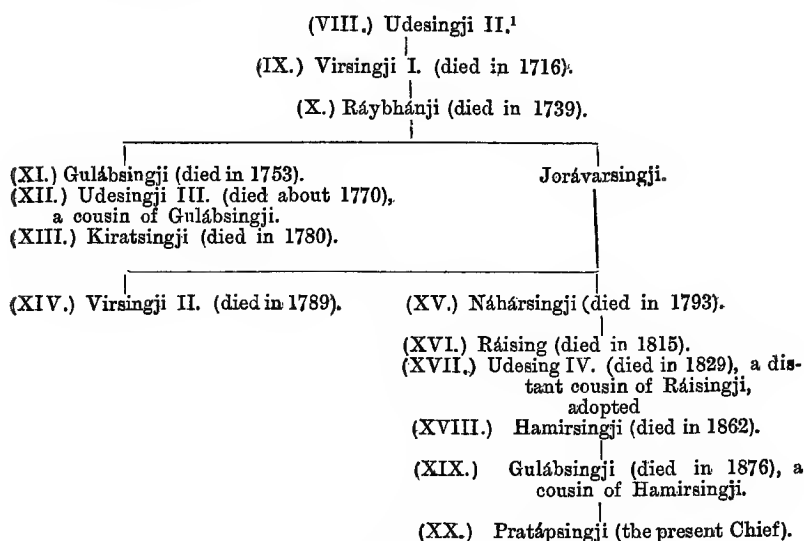 (VIII.) Udesingji II.¹
(IX.) Virsingji I. (died in 1716).
(X.) Ráybhánji (died in 1739).
(XI.) Gulábsingji (died in 1753).
(XII.) Udesingji III. (died about 1770),
a cousin of Gulábsingji.
(XIII.) Kiratsingji (died in 1780).
Jorávarsingji.
(XIV.) Virsingji II. (died in 1789).
(XV.) Náhársingji (died in 1793).
(XVI.) Ráising (died in 1815).
(XVII.) Udesing IV. (died in 1829), a dis-
tant cousin of Ráisingji,
adopted
(XVIII.) Hamirsingji (died in 1862).
(XIX.) Gulábsingji (died in 1876), a
cousin of Hamirsingji.
(XX.) Pratápsingji (the present Chief).